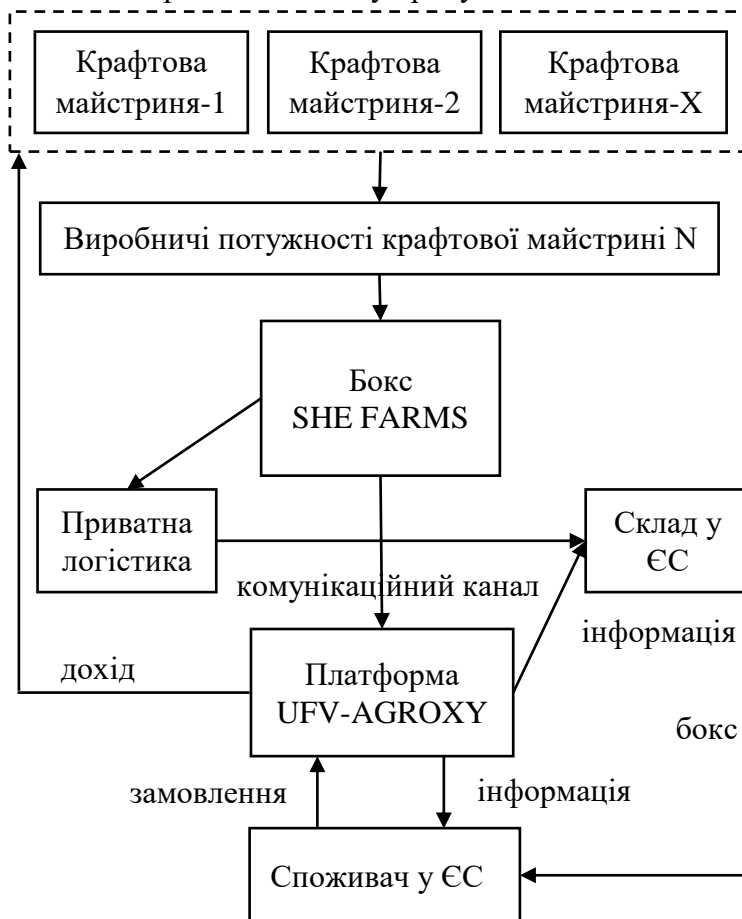 Крафтова
майстриня-1
Крафтова
майстриня-2
Крафтова
майстриня-X
Виробничі потужності крафтової майстрині N
Бокс
SHE FARMS
Приватна
логістика
Склад у
ЄС
комунікаційний канал
інформація
дохід
Платформа
UFV-AGROXY
бокс
замовлення
інформація
Споживач у ЄС